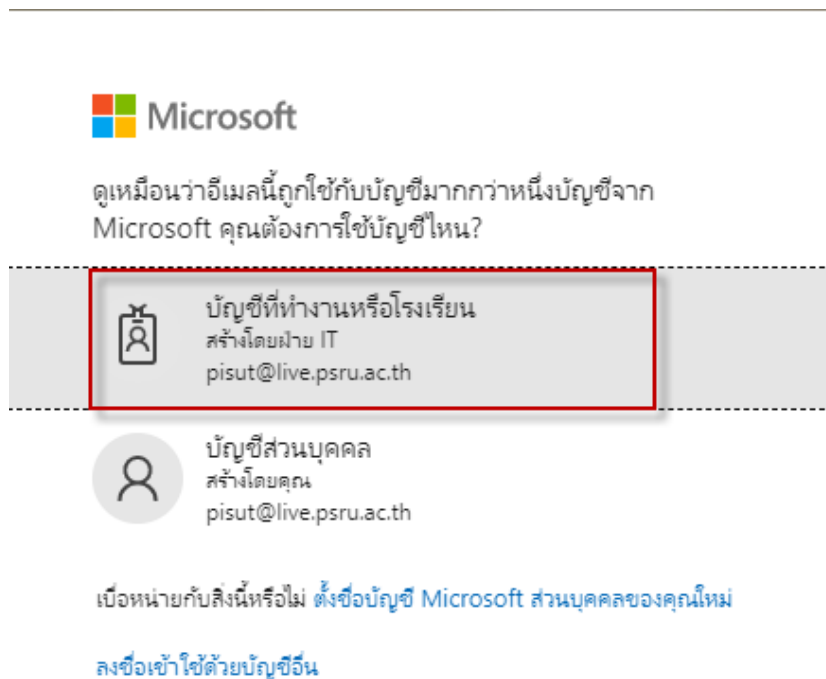 Microsoft
ดูเหมือนว่าอีเมลนี้ถูกใช้กับบัญชีมากกว่าหนึ่งบัญชีจาก
Microsoft คุณต้องการใช้บัญชีไหน?
บัญชีที่ทำงานหรือโรงเรียน
สร้างโดยฝ่าย IT
pisut@live.psru.ac.th
บัญชีส่วนบุคคล
สร้างโดยคุณ
pisut@live.psru.ac.th
เบื่อหน่ายกับสิ่งนี้หรือไม่ ตั้งชื่อบัญชี Microsoft ส่วนบุคคลของคุณใหม่
ลงชื่อเข้าใช้ด้วยบัญชีอื่น